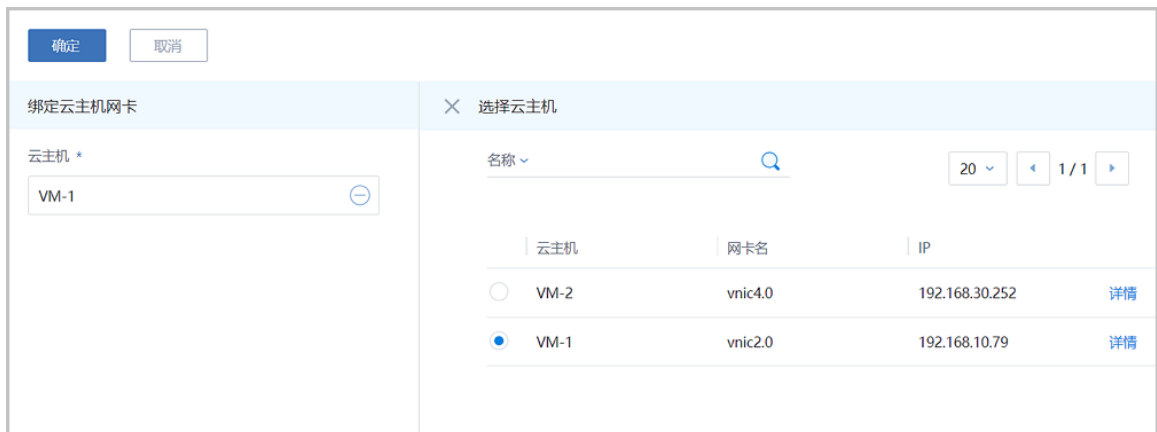 确定 取消
绑定云主机网卡
选择云主机
云主机 *
VM-1
名称
20 1 / 1
云主机 网卡名 IP
VM-2 vnic4.0 192.168.30.252 详情
VM-1 vnic2.0 192.168.10.79 详情